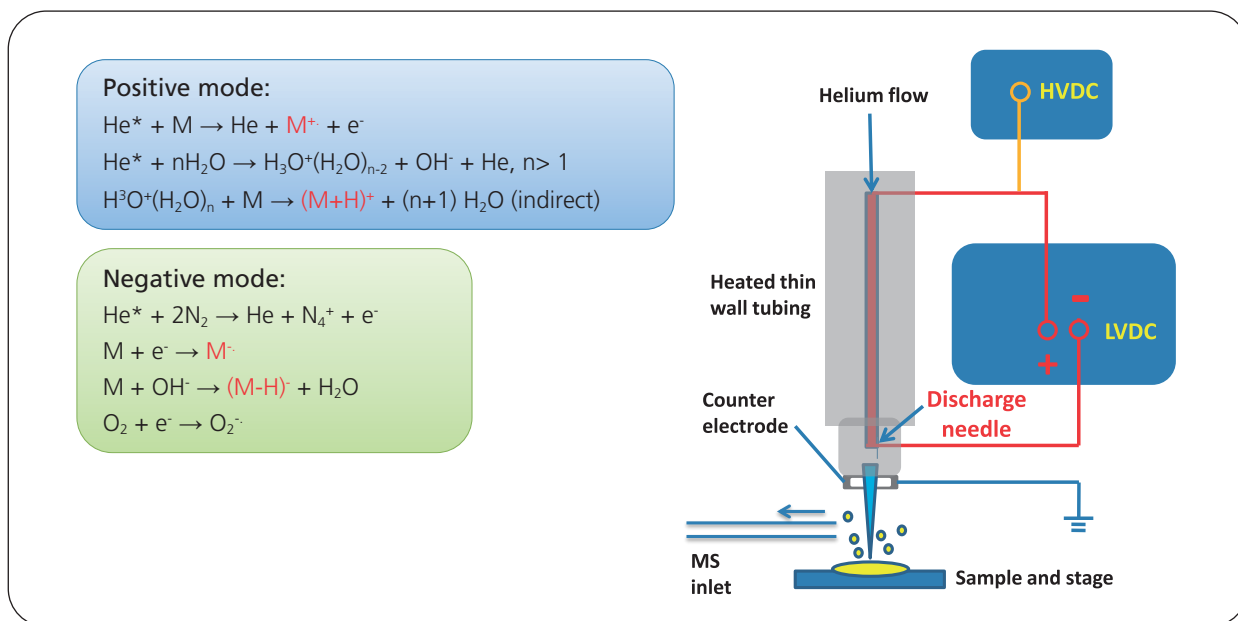 Positive mode:
He* + M → He + M⁺· + e⁻
He* + nH₂O → H₃O⁺(H₂O)ₙ₋₂ + OH⁻ + He, n> 1
H³O⁺(H₂O)ₙ + M → (M+H)⁺ + (n+1) H₂O (indirect)
Negative mode:
He* + 2N₂ → He + N₄⁺ + e⁻
M + e⁻ → M⁻·
M + OH⁻ → (M-H)⁻ + H₂O
O₂ + e⁻ → O₂⁻·
Helium flow
HVDC
Heated thin
wall tubing
−
LVDC
+
Counter
electrode
Discharge
needle
MS
inlet
Sample and stage